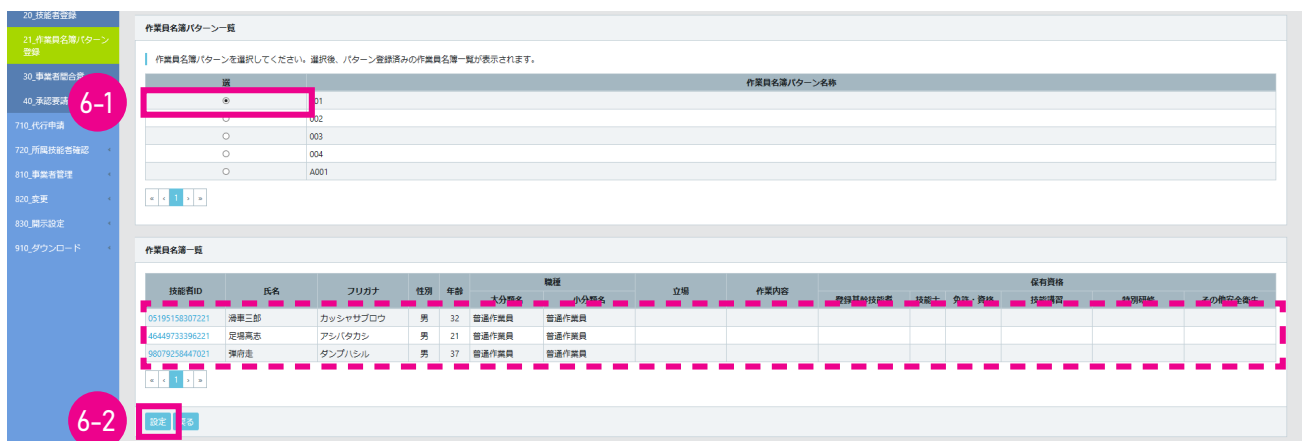 20_技能者登録
21_作業員名簿パターン
登録
30_事業者間合意
40_承認要請
710_代行申請
720_所属技能者確認
810_事業者管理
820_変更
830_開示設定
910_ダウンロード
6-1
6-2
作業員名簿パターン一覧
作業員名簿パターンを選択してください。選択後、パターン登録済みの作業員名簿一覧が表示されます。
選 作業員名簿パターン名称
001
002
003
004
A001
« ‹ 1 › »
作業員名簿一覧
技能者ID 氏名 フリガナ 性別 年齢 職種 立場 作業内容 保有資格
大分類名 小分類名 登録基幹技能者 技能士 免許・資格 技能講習 特別研修 その他安全衛生
05195158307221 滑車三郎 カッシャサブロウ 男 32 普通作業員 普通作業員
46449733396221 足場高志 アシバタカシ 男 21 普通作業員 普通作業員
98079258447021 弾府走 ダンプハシル 男 37 普通作業員 普通作業員
« ‹ 1 › »
設定 戻る